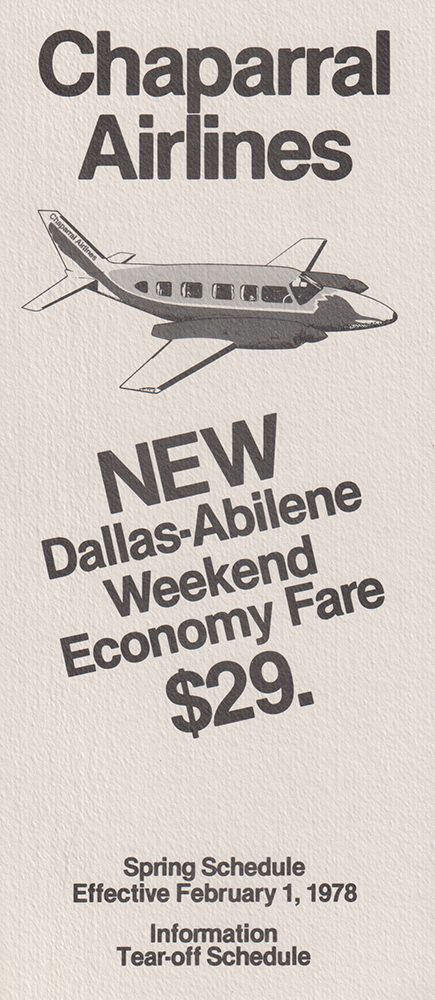 Chaparral
Airlines
Chaparral Airlines
NEW
Dallas-Abilene
Weekend
Economy Fare
$29.
Spring Schedule
Effective February 1, 1978
Information
Tear-off Schedule